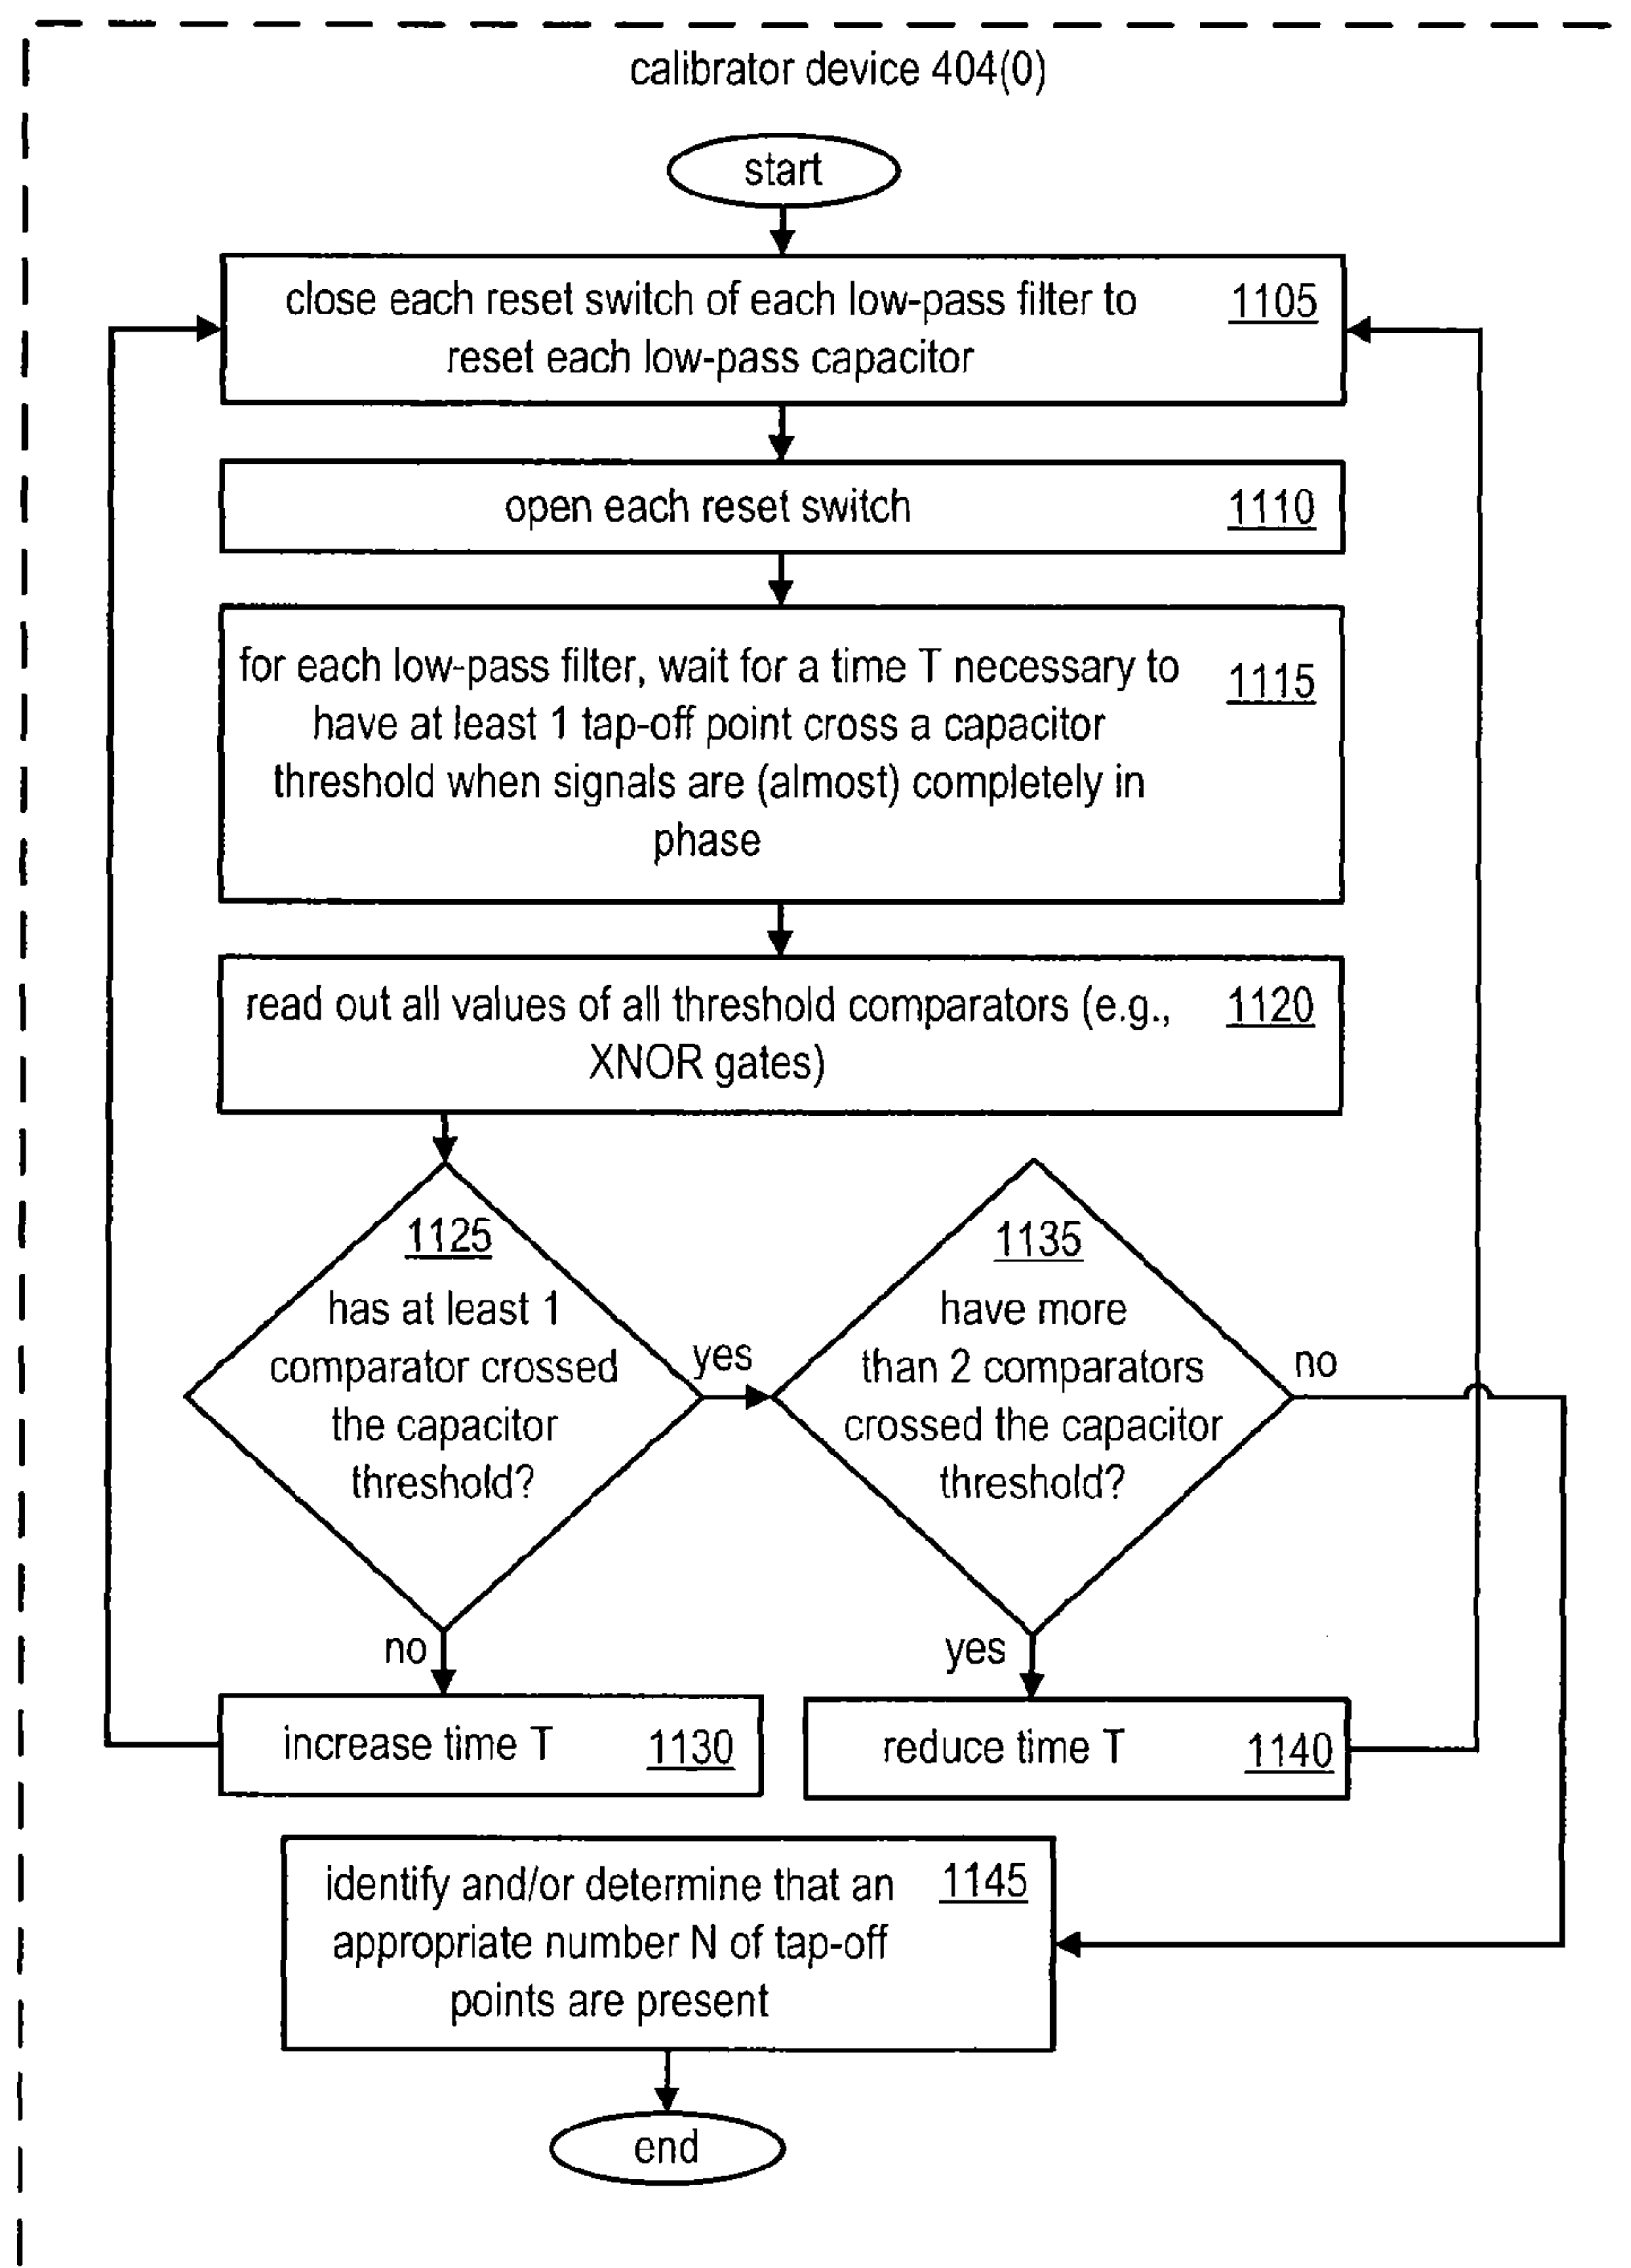 calibrator device 404(0)
start
close each reset switch of each low-pass filter to
reset each low-pass capacitor
1105
open each reset switch
1110
for each low-pass filter, wait for a time T necessary to
have at least 1 tap-off point cross a capacitor
threshold when signals are (almost) completely in
phase
1115
read out all values of all threshold comparators (e.g.,
XNOR gates)
1120
1125
has at least 1
comparator crossed
the capacitor
threshold?
yes
no
1135
have more
than 2 comparators
crossed the capacitor
threshold?
no
yes
increase time T
1130
reduce time T
1140
identify and/or determine that an
appropriate number N of tap-off
points are present
1145
end